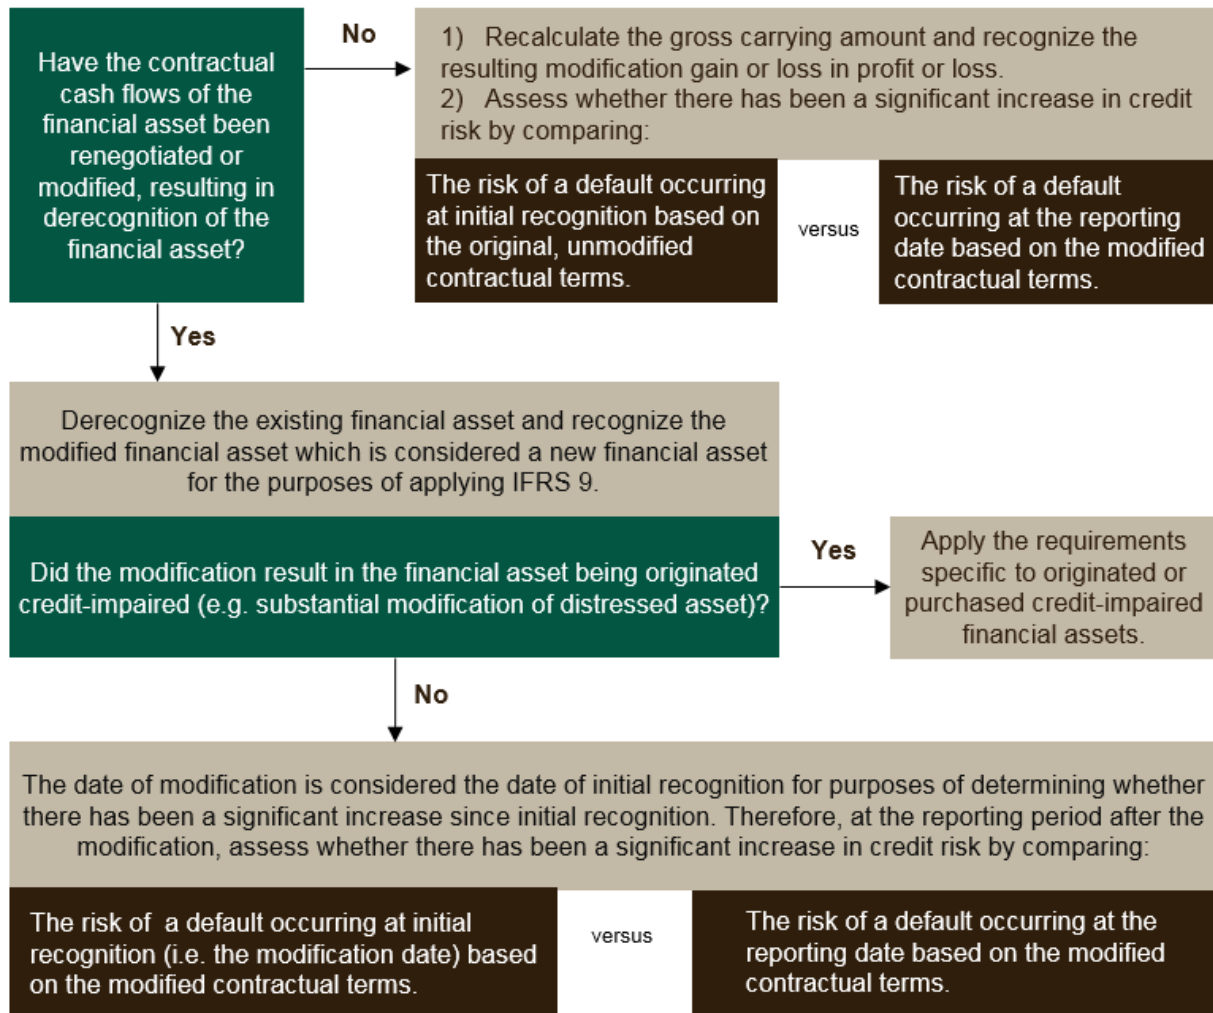 Have the contractual
cash flows of the
financial asset been
renegotiated or
modified, resulting in
derecognition of the
financial asset?
No
1) Recalculate the gross carrying amount and recognize the
resulting modification gain or loss in profit or loss.
2) Assess whether there has been a significant increase in credit
risk by comparing:
The risk of a default occurring
at initial recognition based on
the original, unmodified
contractual terms.
versus
The risk of a default
occurring at the reporting
date based on the modified
contractual terms.
Yes
Derecognize the existing financial asset and recognize the
modified financial asset which is considered a new financial asset
for the purposes of applying IFRS 9.
Did the modification result in the financial asset being originated
credit-impaired (e.g. substantial modification of distressed asset)?
Yes
Apply the requirements
specific to originated or
purchased credit-impaired
financial assets.
No
The date of modification is considered the date of initial recognition for purposes of determining whether
there has been a significant increase since initial recognition. Therefore, at the reporting period after the
modification, assess whether there has been a significant increase in credit risk by comparing:
The risk of a default occurring at initial
recognition (i.e. the modification date) based
on the modified contractual terms.
versus
The risk of a default occurring at the
reporting date based on the modified
contractual terms.